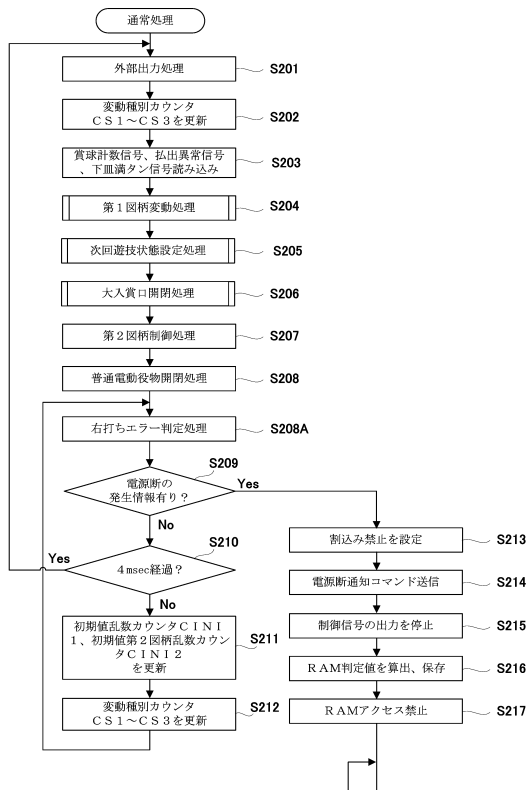 通常処理
外部出力処理
S201
変動種別カウンタ
ＣＳ１～ＣＳ３を更新
S202
賞球計数信号、払出異常信号
、下皿満タン信号読み込み
S203
第１図柄変動処理
S204
次回遊技状態設定処理
S205
大入賞口開閉処理
S206
第２図柄制御処理
S207
普通電動役物開閉処理
S208
右打ちエラー判定処理
S208A
電源断の
発生情報有り？
S209
Yes
No
４msec経過？
S210
Yes
No
初期値乱数カウンタＣＩＮＩ
１、初期値第２図柄乱数カウン
タＣＩＮＩ２
を更新
S211
変動種別カウンタ
ＣＳ１～ＣＳ３を更新
S212
割込み禁止を設定
S213
電源断通知コマンド送信
S214
制御信号の出力を停止
S215
ＲＡＭ判定値を算出、保存
S216
ＲＡＭアクセス禁止
S217